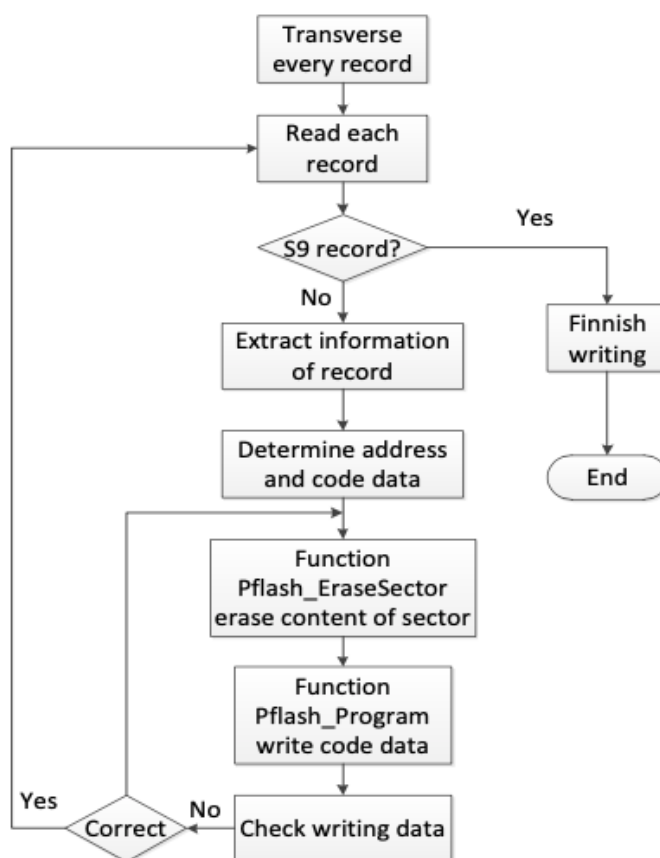 Transverse
every record
Read each
record
Yes
S9 record?
No
Extract information
of record
Finnish
writing
Determine address
and code data
End
Function
Pflash_EraseSector
erase content of sector
Function
Pflash_Program
write code data
Yes
No
Correct
Check writing data